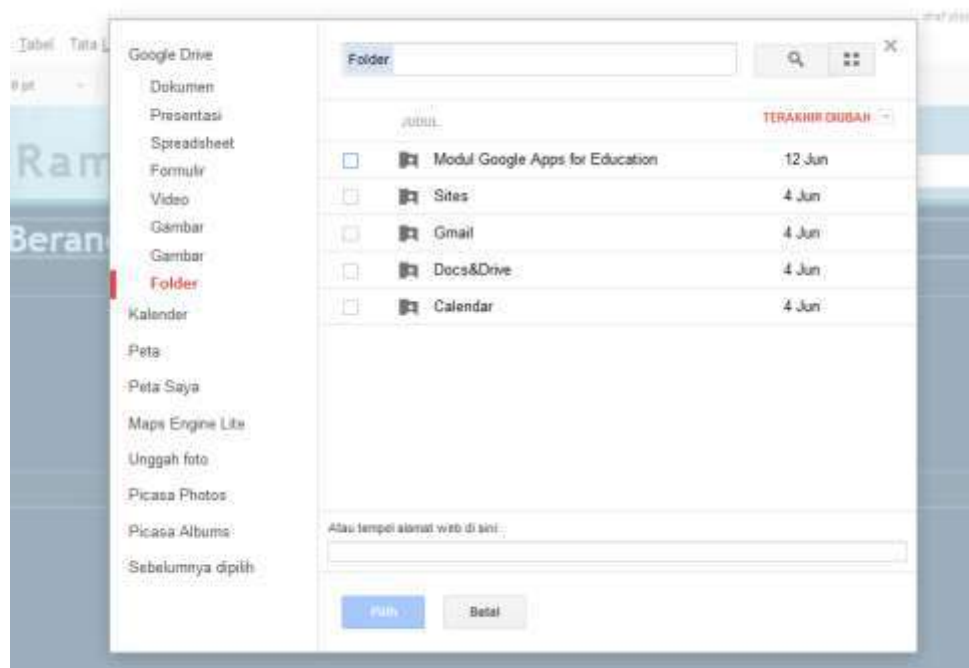 Tabel Tata L
Ram
Beran
Google Drive
Dokumen
Presentasi
Spreadsheet
Formulir
Video
Gambar
Gambar
Folder
Kalender
Peta
Peta Saya
Maps Engine Lite
Unggah foto
Picasa Photos
Picasa Albums
Sebelumnya dipilih
Folder
JUDUL TERAKHIR DIUBAH
Modul Google Apps for Education 12 Jun
Sites 4 Jun
Gmail 4 Jun
Docs&Drive 4 Jun
Calendar 4 Jun
Atau tempel alamat web di sini:
Pilih Batal